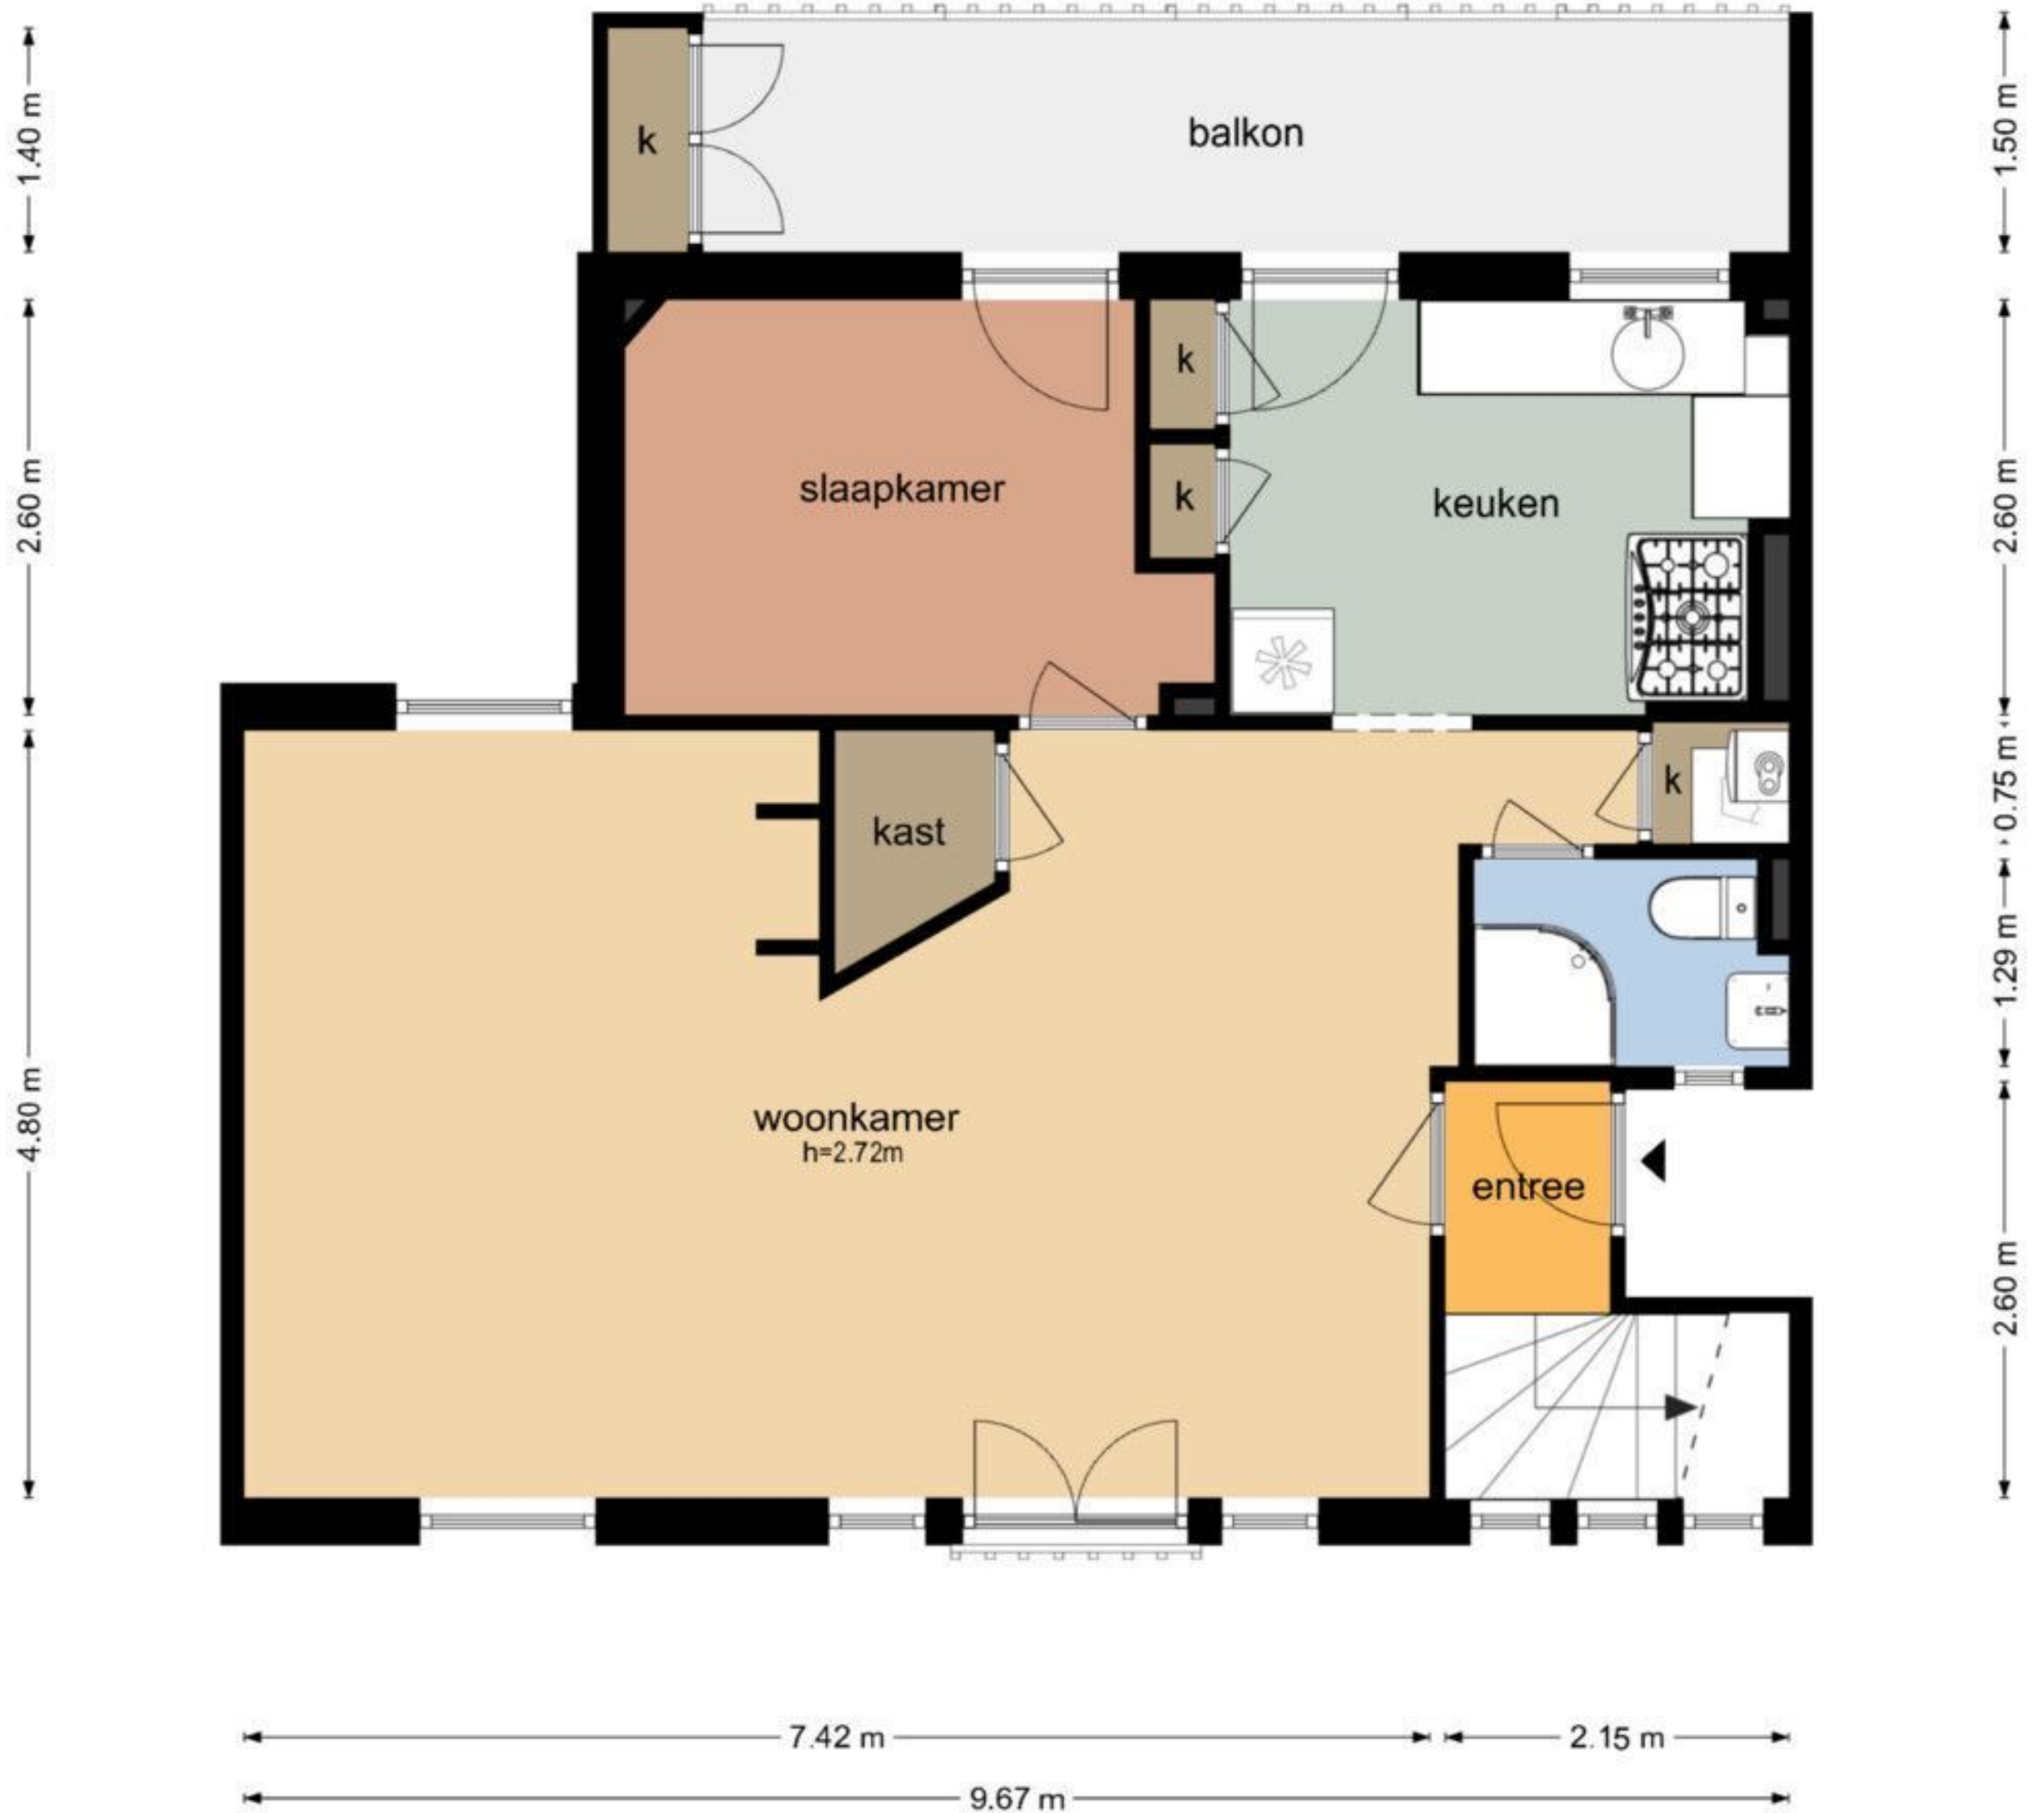 1.40 m
k
balkon
1.50 m
k
slaapkamer
k
keuken
2.60 m
2.60 m
kast
k
0.75 m
1.29 m
woonkamer
h=2.72m
4.80 m
entree
2.60 m
7.42 m
2.15 m
9.67 m